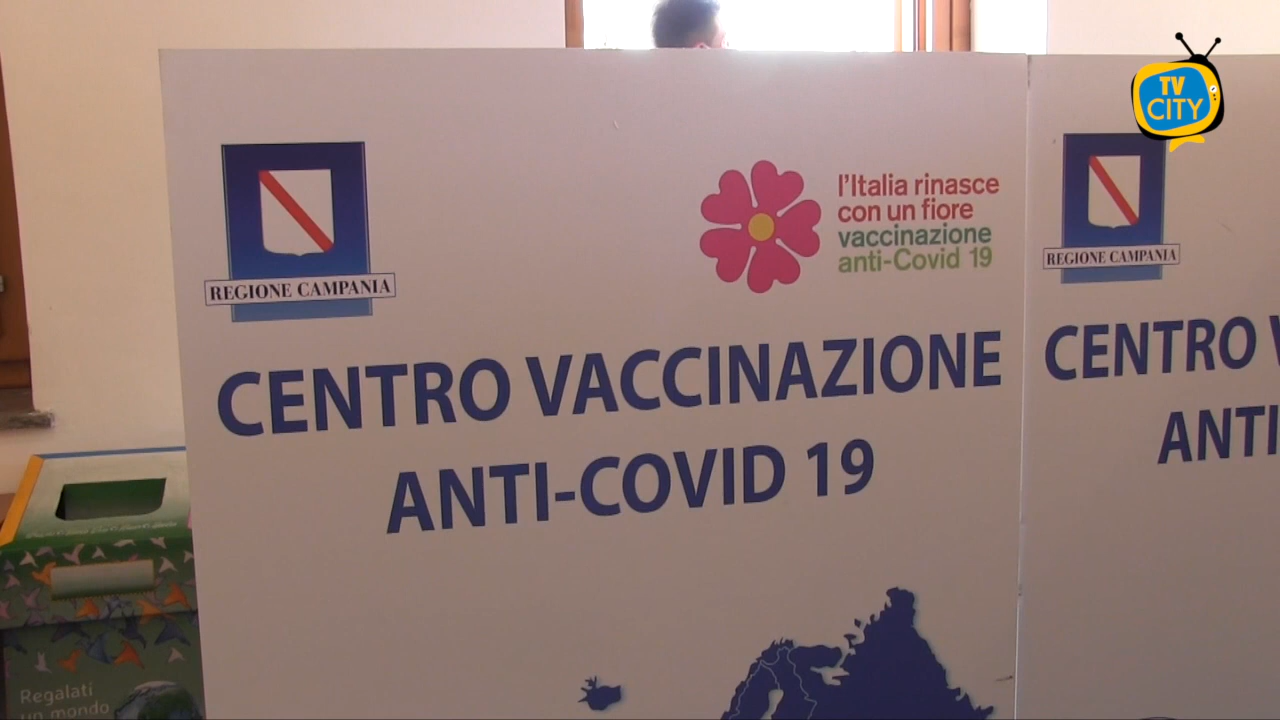 TV
CITY
REGIONE CAMPANIA
l'Italia rinasce
con un fiore
vaccinazione
anti-Covid 19
CENTRO VACCINAZIONE
ANTI-COVID 19
REGIONE CAMPANIA
CENTRO V
ANTI
Regalati
un mondo